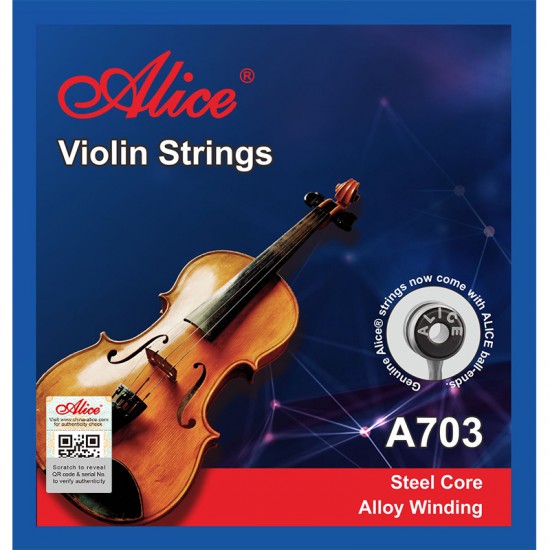 Alice®
Violin Strings
Genuine Alice® strings now come with ALICE ball-ends.
ALICE
A703
Steel Core
Alloy Winding
Alice
Visit www.china-alice.com
for authenticity check
Scratch to reveal
QR code & serial No.
to verify authenticity